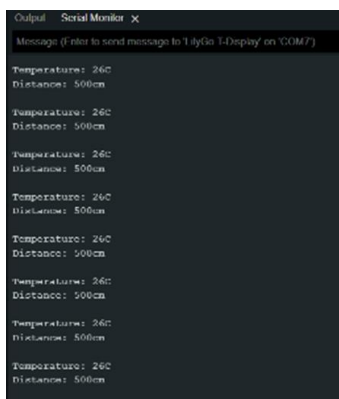 Output Serial Monitor ×
Message (Enter to send message to 'LilyGo T-Display' on 'COM7')
Temperature: 26C
Distance: 500cm
Temperature: 26C
Distance: 500cm
Temperature: 26C
Distance: 500cm
Temperature: 26C
Distance: 500cm
Temperature: 26C
Distance: 500cm
Temperature: 26C
Distance: 500cm
Temperature: 26C
Distance: 500cm
Temperature: 26C
Distance: 500cm